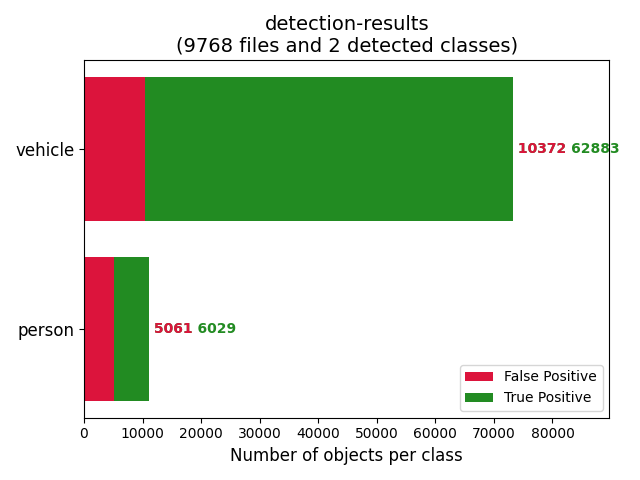 detection-results
(9768 files and 2 detected classes)
vehicle
10372 62883
person
5061 6029
False Positive
True Positive
0 10000 20000 30000 40000 50000 60000 70000 80000
Number of objects per class